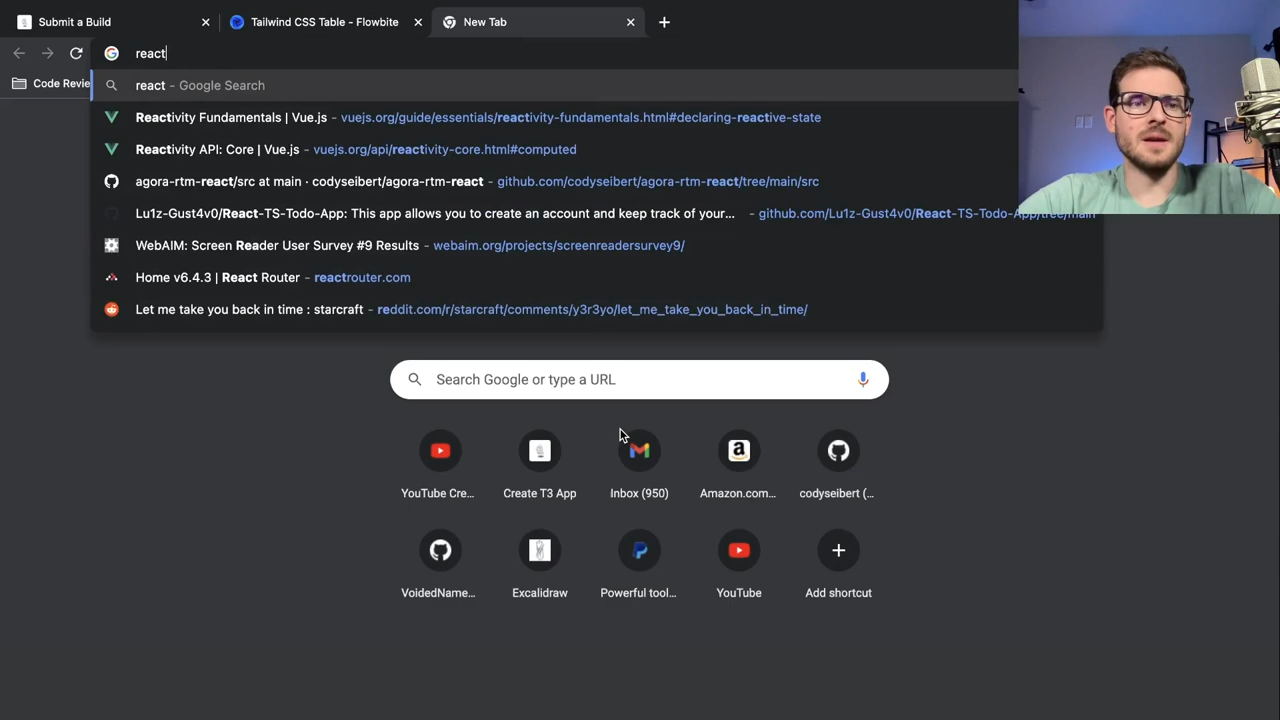 Submit a Build
Tailwind CSS Table - Flowbite
New Tab
react
Code Revie
react - Google Search
Reactivity Fundamentals | Vue.js - vuejs.org/guide/essentials/reactivity-fundamentals.html#declaring-reactive-state
Reactivity API: Core | Vue.js - vuejs.org/api/reactivity-core.html#computed
agora-rtm-react/src at main · codyseibert/agora-rtm-react - github.com/codyseibert/agora-rtm-react/tree/main/src
Lu1z-Gust4v0/React-TS-Todo-App: This app allows you to create an account and keep track of your... - github.com/Lu1z-Gust4v0/React-TS-Todo-App/tree/main
WebAIM: Screen Reader User Survey #9 Results - webaim.org/projects/screenreadersurvey9/
Home v6.4.3 | React Router - reactrouter.com
Let me take you back in time : starcraft - reddit.com/r/starcraft/comments/y3r3yo/let_me_take_you_back_in_time/
Search Google or type a URL
YouTube Cre...
Create T3 App
Inbox (950)
Amazon.com...
codyseibert (...
VoidedName...
Excalidraw
Powerful tool...
YouTube
Add shortcut